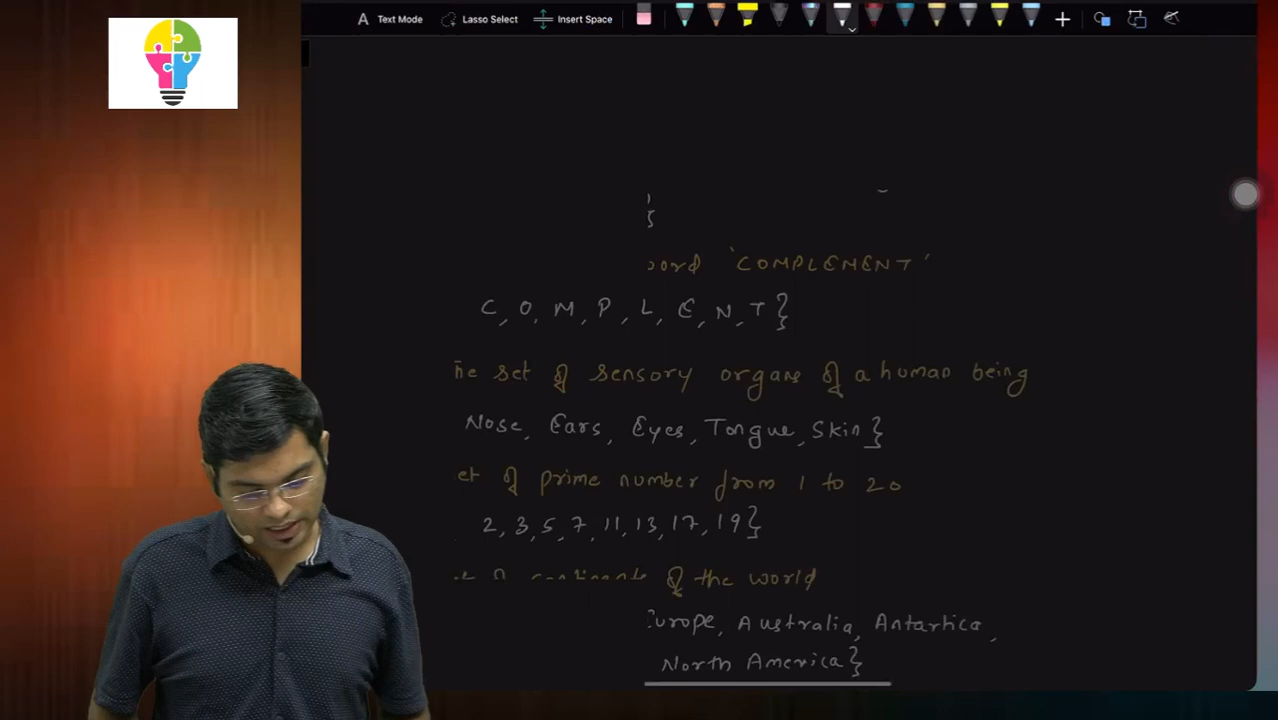 Text Mode Lasso Select Insert Space
}
'COMPLEMENT'
C, O, M, P, L, E, N, T}
set of sensory organs of a human being
Nose, Ears, Eyes, Tongue, Skin}
of prime number from 1 to 20
2, 3, 5, 7, 11, 13, 17, 19}
of the world
Australia, Antartica,
North America}